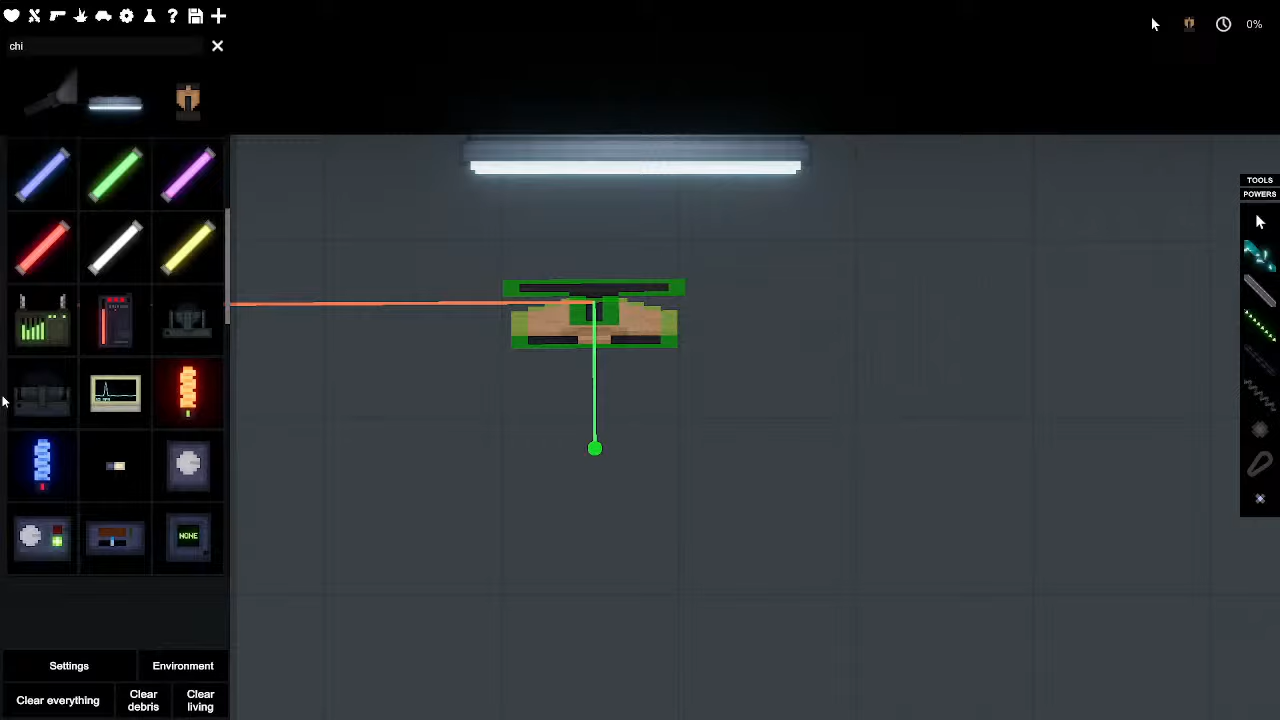 0%
chi
TOOLS
POWERS
NONE
Settings
Environment
Clear everything
Clear debris
Clear living